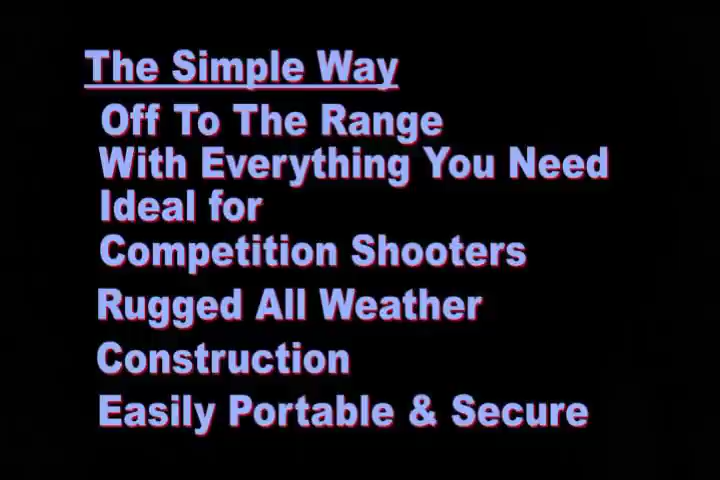 The Simple Way
Off To The Range
With Everything You Need
Ideal for
Competition Shooters
Rugged All Weather
Construction
Easily Portable & Secure